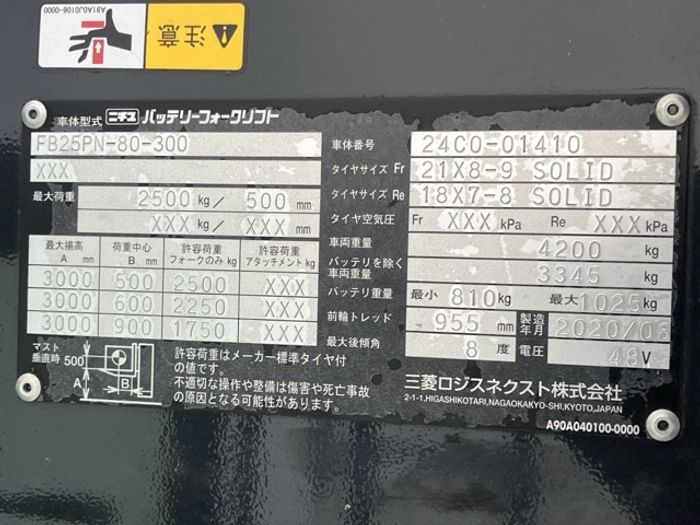 A91A0J0106-0000
注意
車体型式 ニチユ バッテリーフォークリフト
FB25PN-80-300
XXX
最大荷重 2500 kg/ 500 mm
XXX kg/ XXX mm
最大揚高 A mm 荷重中心 B mm 許容荷重 フォークのみ kg 許容荷重 アタッチメント kg
3000 500 2500 XXX
3000 600 2250 XXX
3000 900 1750 XXX
マスト垂直時 500
A
B
許容荷重はメーカー標準タイヤ付
の値です。
不適切な操作や整備は傷害や死亡事故
の原因となる可能性があります。
車体番号 24C0-01410
タイヤサイズ Fr 21X8-9 SOLID
タイヤサイズ Re 18X7-8 SOLID
タイヤ空気圧 Fr XXX kPa Re XXX kPa
車両重量 4200 kg
バッテリを除く車両重量 3345 kg
バッテリ重量 最小 810 kg 最大 1025 kg
前輪トレッド 955 mm 製造年月 2020/06
最大後傾角 8 度 電圧 48 V
三菱ロジスネクスト株式会社
2-1-1,HIGASHIKOTARI,NAGAOKAKYO-SHI,KYOTO,JAPAN
A90A040100-0000